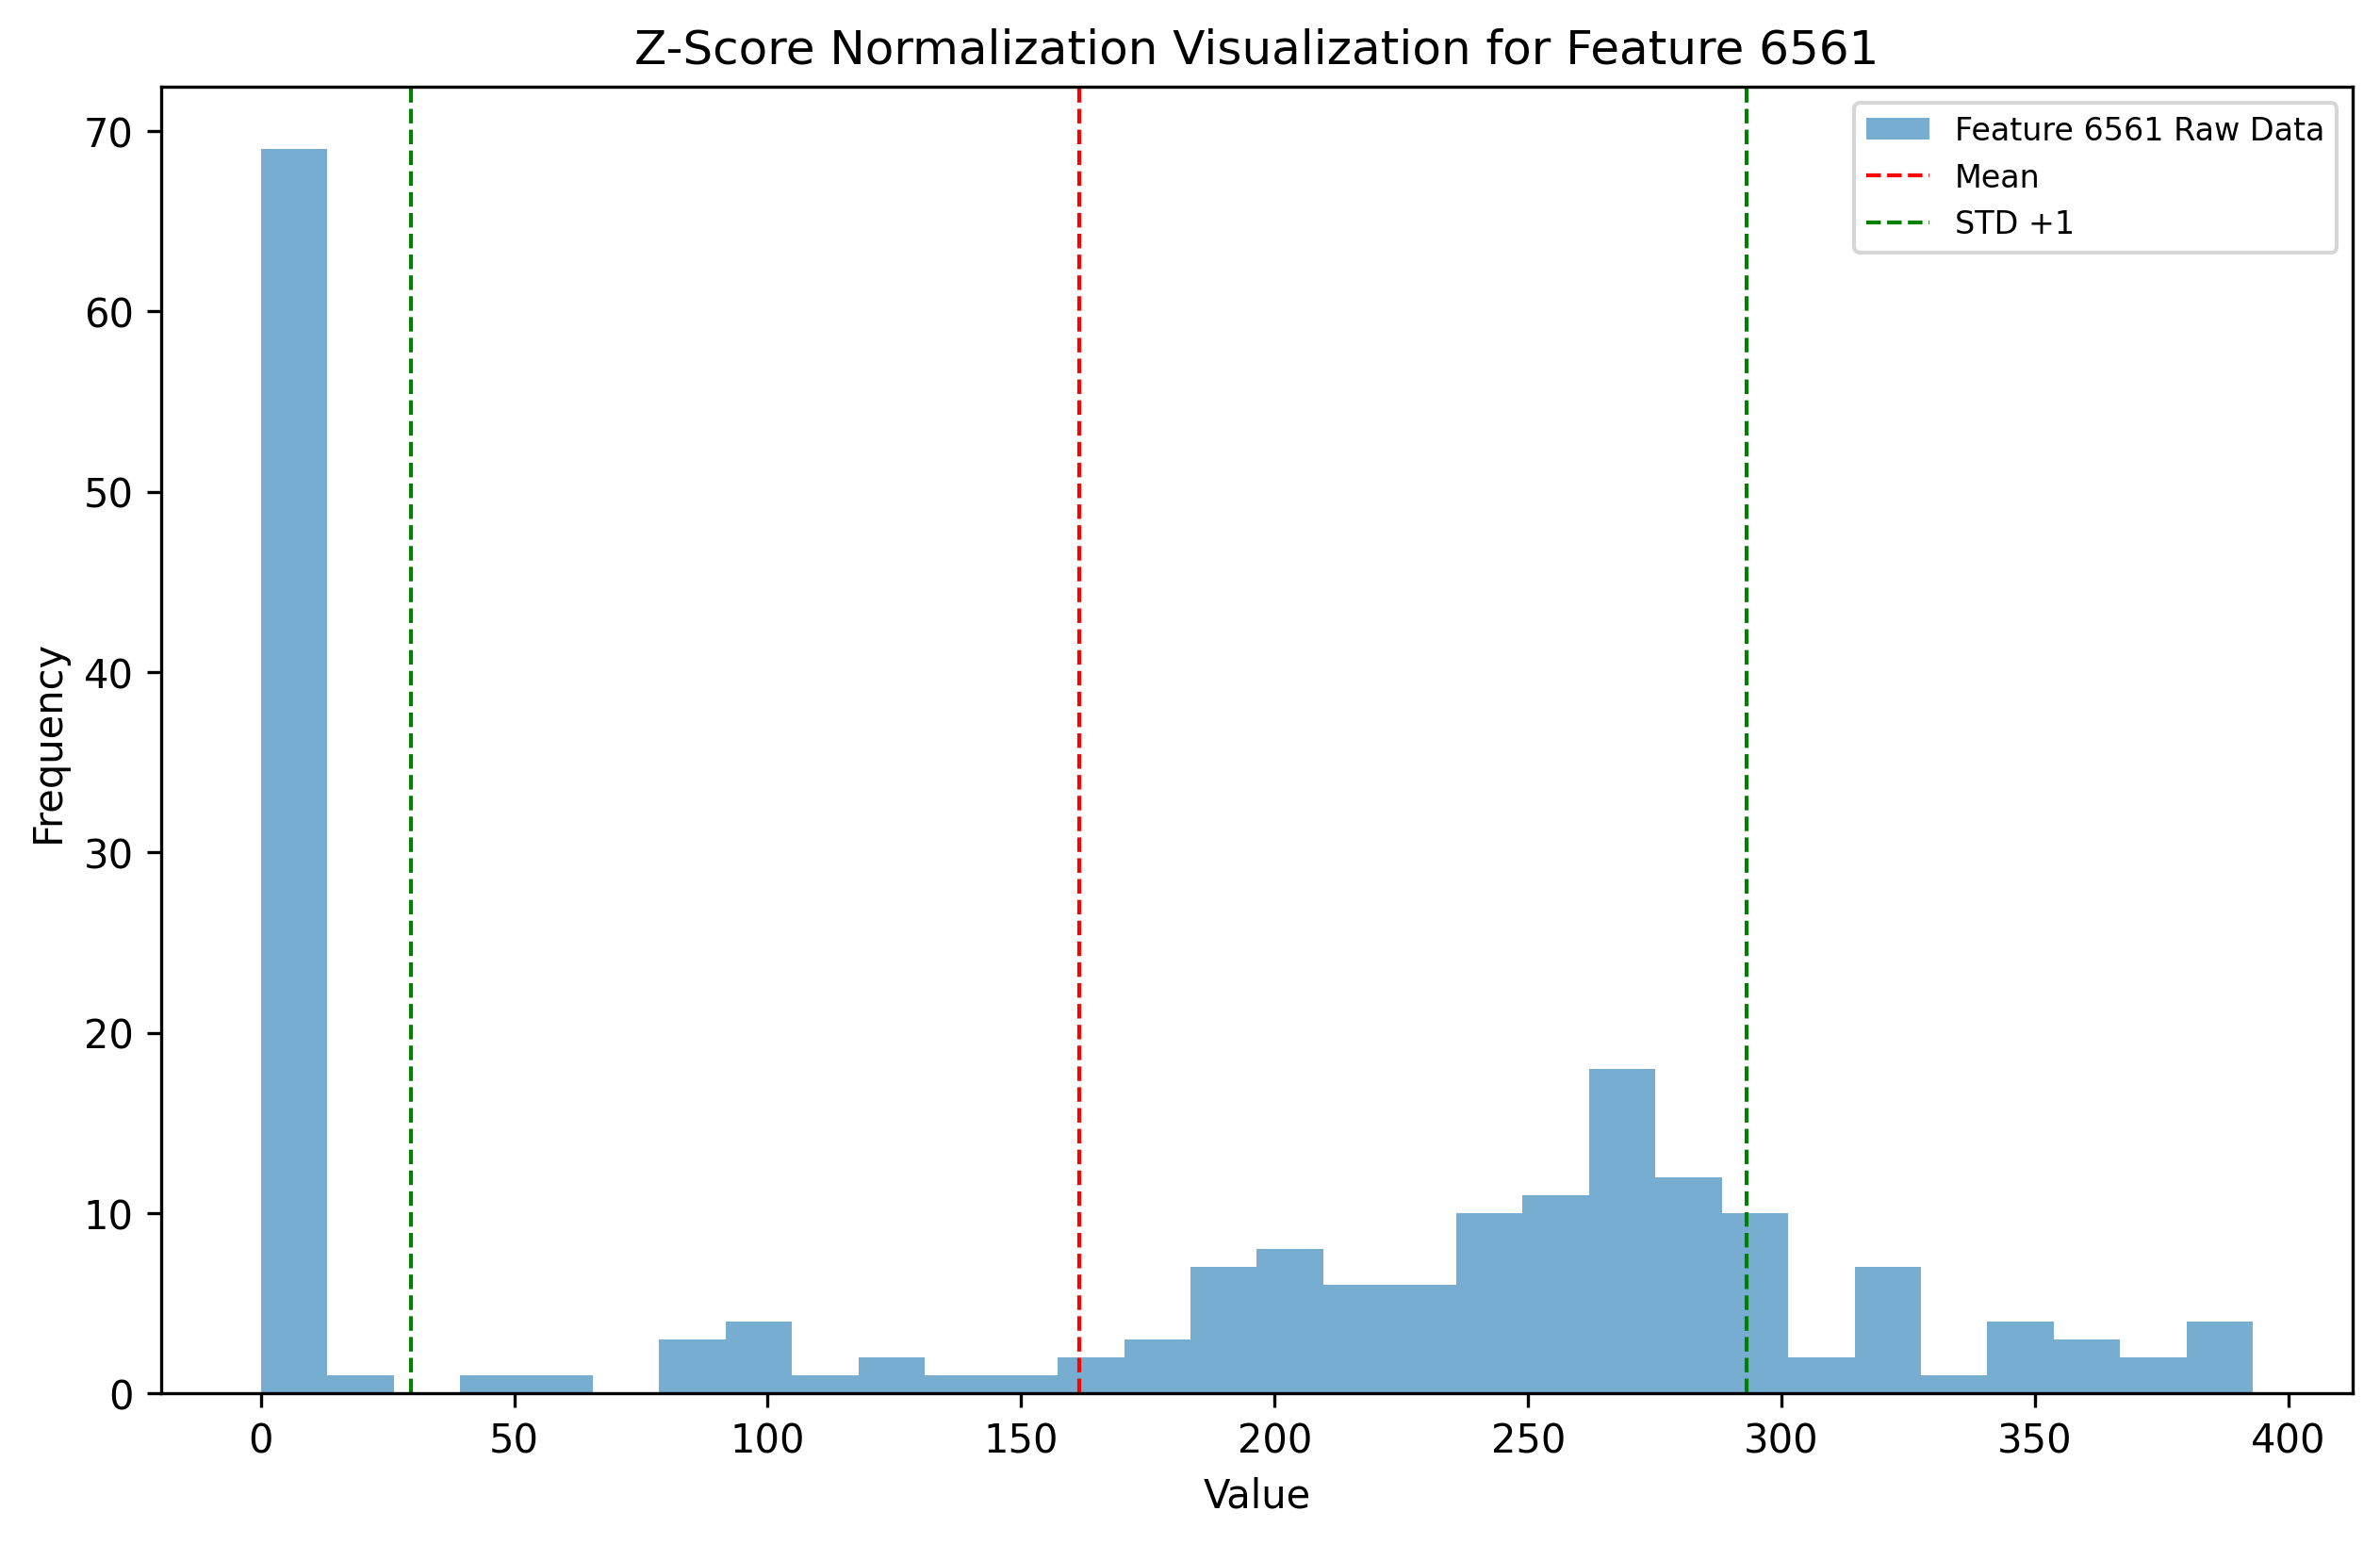 Z-Score Normalization Visualization for Feature 6561
Feature 6561 Raw Data
Mean
STD +1
70
60
50
40
30
20
10
0
Frequency
0 50 100 150 200 250 300 350 400
Value